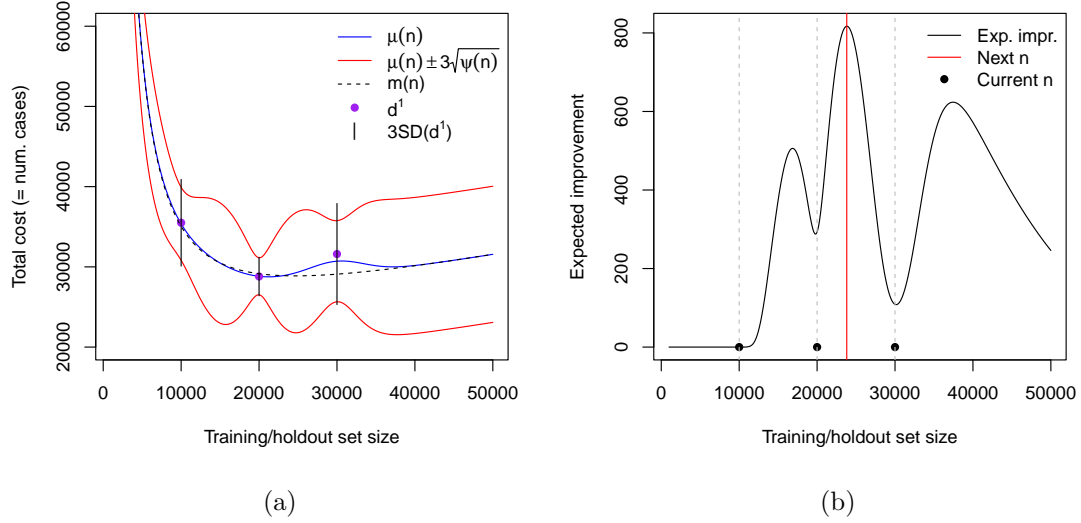 Total cost (= num. cases)
60000
50000
40000
30000
20000
μ(n)
μ(n) ± 3√ψ(n)
m(n)
d¹
3SD(d¹)
0 10000 20000 30000 40000 50000
Training/holdout set size
(a)
Expected improvement
800
600
400
200
0
Exp. impr.
Next n
Current n
0 10000 20000 30000 40000 50000
Training/holdout set size
(b)